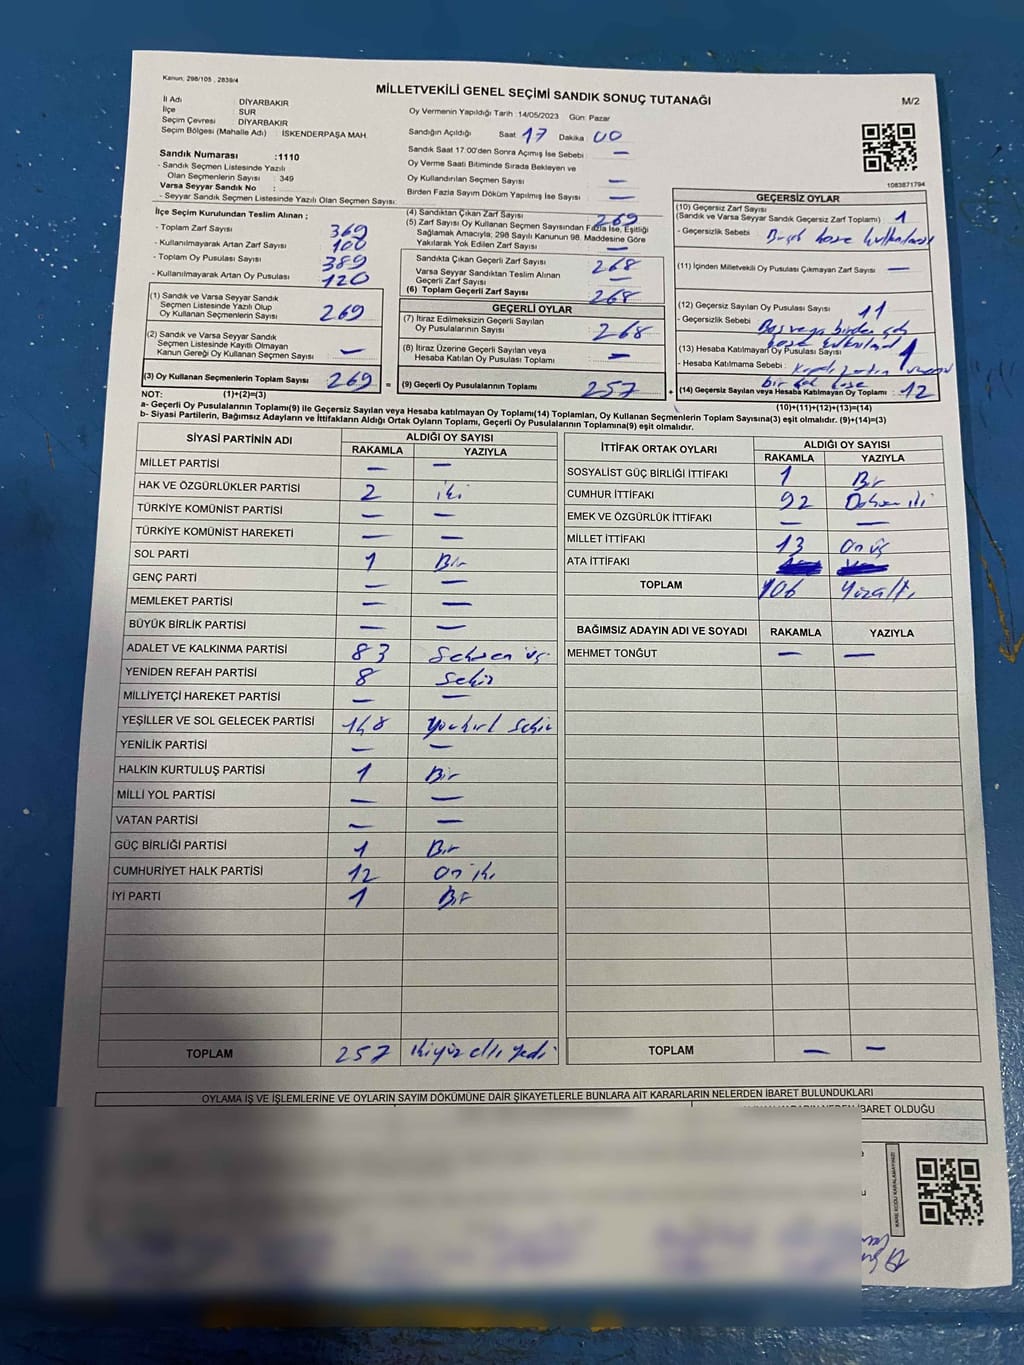 Kanun; 298/105 , 2839/4
MİLLETVEKİLİ GENEL SEÇİMİ SANDIK SONUÇ TUTANAĞI
M/2
İl Adı : DİYARBAKIR
İlçe : SUR
Seçim Çevresi : DİYARBAKIR
Seçim Bölgesi (Mahalle Adı) : İSKENDERPAŞA MAH.
Oy Vermenin Yapıldığı Tarih : 14/05/2023 Gün: Pazar
Sandığın Açıldığı Saat 17 Dakika 00
Sandık Saat 17:00'den Sonra Açımış İse Sebebi : —
Oy Verme Saati Bitiminde Sırada Bekleyen ve
Oy Kullandırılan Seçmen Sayısı : —
Birden Fazla Sayım Döküm Yapılmış İse Sayısı : —
1083871794
Sandık Numarası :1110
- Sandık Seçmen Listesinde Yazılı
Olan Seçmenlerin Sayısı : 349
Varsa Seyyar Sandık No :
- Seyyar Sandık Seçmen Listesinde Yazılı Olan Seçmen Sayısı:
İlçe Seçim Kurulundan Teslim Alınan ;
- Toplam Zarf Sayısı 369
- Kullanılmayarak Artan Zarf Sayısı 100
- Toplam Oy Pusulası Sayısı 389
- Kullanılmayarak Artan Oy Pusulası 120
(1) Sandık ve Varsa Seyyar Sandık
Seçmen Listesinde Yazılı Olup
Oy Kullanan Seçmenlerin Sayısı 269
(2) Sandık ve Varsa Seyyar Sandık
Seçmen Listesinde Kayıtlı Olmayan
Kanun Gereği Oy Kullanan Seçmen Sayısı : —
(3) Oy Kullanan Seçmenlerin Toplam Sayısı 269 =
(4) Sandıktan Çıkan Zarf Sayısı 269
(5) Zarf Sayısı Oy Kullanan Seçmen Sayısından Fazla İse, Eşitliği
Sağlamak Amacıyla; 298 Sayılı Kanunun 98. Maddesine Göre
Yakılarak Yok Edilen Zarf Sayısı —
Sandıkta Çıkan Geçerli Zarf Sayısı 268
Varsa Seyyar Sandıktan Teslim Alınan
Geçerli Zarf Sayısı —
(6) Toplam Geçerli Zarf Sayısı 268
GEÇERLİ OYLAR
(7) İtiraz Edilmeksizin Geçerli Sayılan
Oy Pusulalarının Sayısı 268
(8) İtiraz Üzerine Geçerli Sayılan veya
Hesaba Katılan Oy Pusulası Toplamı —
(9) Geçerli Oy Pusulalarının Toplamı 257 +
GEÇERSİZ OYLAR
(10) Geçersiz Zarf Sayısı
(Sandık ve Varsa Seyyar Sandık Geçersiz Zarf Toplamı) 1
- Geçersizlik Sebebi :
(11) İçinden Milletvekili Oy Pusulası Çıkmayan Zarf Sayısı : —
(12) Geçersiz Sayılan Oy Pusulası Sayısı 11
- Geçersizlik Sebebi : Boş veya birden çok
(13) Hesaba Katılmayan Oy Pusulası Sayısı 1
- Hesaba Katılmama Sebebi :
(14) Geçersiz Sayılan veya Hesaba Katılmayan Oy Toplamı : 12
NOT: (1)+(2)=(3)
(10)+(11)+(12)+(13)=(14)
a- Geçerli Oy Pusulalarının Toplamı(9) ile Geçersiz Sayılan veya Hesaba katılmayan Oy Toplamı(14) Toplamları, Oy Kullanan Seçmenlerin Toplam Sayısına(3) eşit olmalıdır. (9)+(14)=(3)
b- Siyasi Partilerin, Bağımsız Adayların ve İttifakların Aldığı Ortak Oyların Toplamı, Geçerli Oy Pusulalarının Toplamına(9) eşit olmalıdır.
SİYASİ PARTİNİN ADI ALDIĞI OY SAYISI
RAKAMLA YAZIYLA
MİLLET PARTİSİ — —
HAK VE ÖZGÜRLÜKLER PARTİSİ 2 iki
TÜRKİYE KOMÜNİST PARTİSİ — —
TÜRKİYE KOMÜNİST HAREKETİ — —
SOL PARTİ 1 Bir
GENÇ PARTİ — —
MEMLEKET PARTİSİ — —
BÜYÜK BİRLİK PARTİSİ — —
ADALET VE KALKINMA PARTİSİ 83 Seksen üç
YENİDEN REFAH PARTİSİ 8 Sekiz
MİLLİYETÇİ HAREKET PARTİSİ — —
YEŞİLLER VE SOL GELECEK PARTİSİ 148 Yüzkırk Sekiz
YENİLİK PARTİSİ — —
HALKIN KURTULUŞ PARTİSİ 1 Bir
MİLLİ YOL PARTİSİ — —
VATAN PARTİSİ — —
GÜÇ BİRLİĞİ PARTİSİ 1 Bir
CUMHURİYET HALK PARTİSİ 12 on iki
İYİ PARTİ 1 Bir
TOPLAM 257 ikiyüz elli yedi
İTTİFAK ORTAK OYLARI ALDIĞI OY SAYISI
RAKAMLA YAZIYLA
SOSYALİST GÜÇ BİRLİĞİ İTTİFAKI 1 Bir
CUMHUR İTTİFAKI 92 Doksan iki
EMEK VE ÖZGÜRLÜK İTTİFAKI — —
MİLLET İTTİFAKI 13 on üç
ATA İTTİFAKI
TOPLAM 106 Yüzaltı
BAĞIMSIZ ADAYIN ADI VE SOYADI RAKAMLA YAZIYLA
MEHMET TONĞUT — —
TOPLAM — —
OYLAMA İŞ VE İŞLEMLERİNE VE OYLARIN SAYIM DÖKÜMÜNE DAİR ŞİKAYETLERLE BUNLARA AİT KARARLARIN NELERDEN İBARET BULUNDUKLARI
İBARET OLDUĞU
KARE KODU KARALAMAYINIZ!